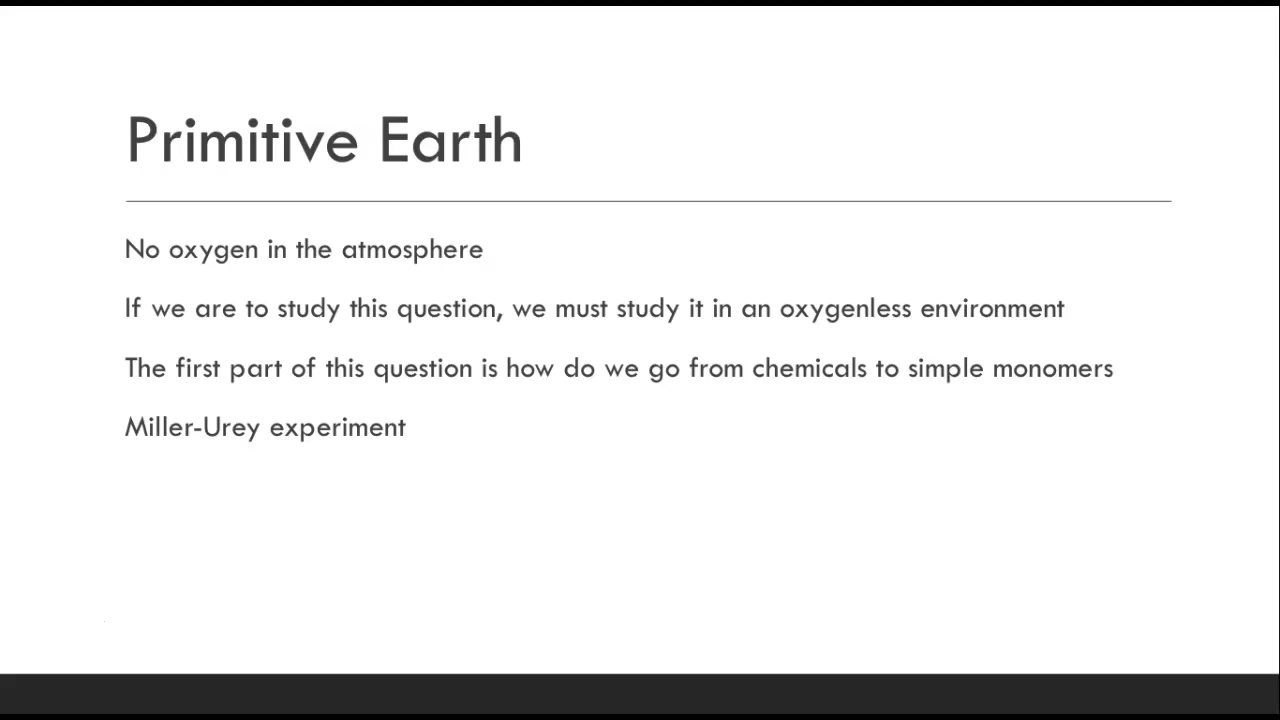 Primitive Earth
No oxygen in the atmosphere
If we are to study this question, we must study it in an oxygenless environment
The first part of this question is how do we go from chemicals to simple monomers
Miller-Urey experiment